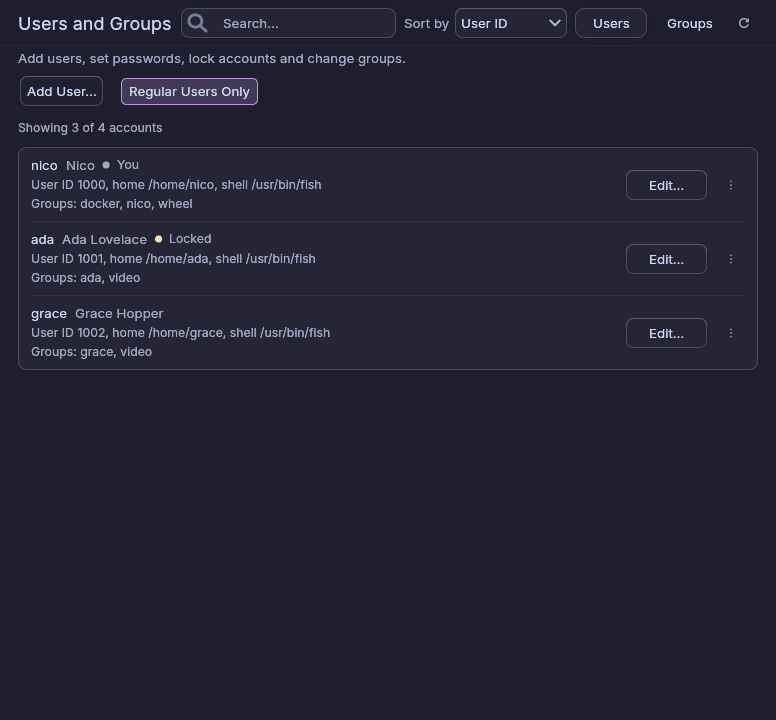 Users and Groups Search... Sort by User ID Users Groups
Add users, set passwords, lock accounts and change groups.
Add User... Regular Users Only
Showing 3 of 4 accounts
nico Nico You
User ID 1000, home /home/nico, shell /usr/bin/fish
Groups: docker, nico, wheel
Edit...
ada Ada Lovelace Locked
User ID 1001, home /home/ada, shell /usr/bin/fish
Groups: ada, video
Edit...
grace Grace Hopper
User ID 1002, home /home/grace, shell /usr/bin/fish
Groups: grace, video
Edit...